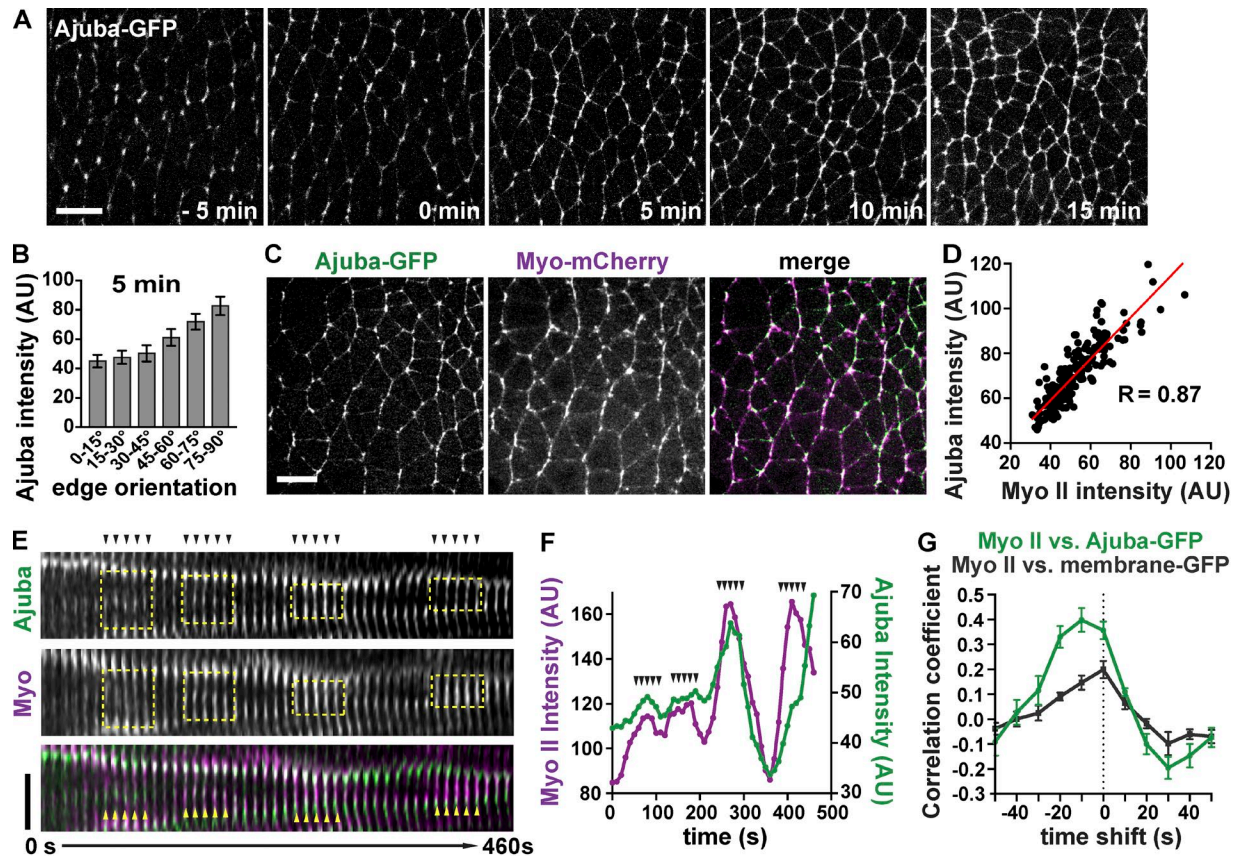 A
Ajuba-GFP
- 5 min
0 min
5 min
10 min
15 min
B
5 min
Ajuba intensity (AU)
100
80
60
40
20
0
0-15º
15-30º
30-45º
45-60º
60-75º
75-90º
edge orientation
C
Ajuba-GFP
Myo-mCherry
merge
D
Ajuba intensity (AU)
120
100
80
60
40
R = 0.87
20 40 60 80 100 120
Myo II intensity (AU)
E
Ajuba
Myo
0 s
460s
F
Myo II Intensity (AU)
160
140
120
100
80
Ajuba Intensity (AU)
70
60
50
40
30
0 100 200 300 400 500
time (s)
G
Myo II vs. Ajuba-GFP
Myo II vs. membrane-GFP
Correlation coefficient
0.5
0.4
0.3
0.2
0.1
0.0
-0.1
-0.2
-0.3
-40 -20 0 20 40
time shift (s)